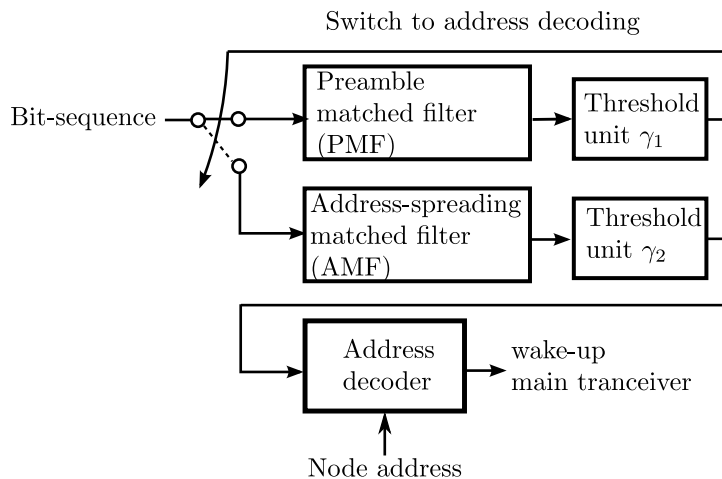 Switch to address decoding
Bit-sequence
Preamble
matched filter
(PMF)
Threshold
unit γ1
Address-spreading
matched filter
(AMF)
Threshold
unit γ2
Address
decoder
wake-up
main tranceiver
Node address